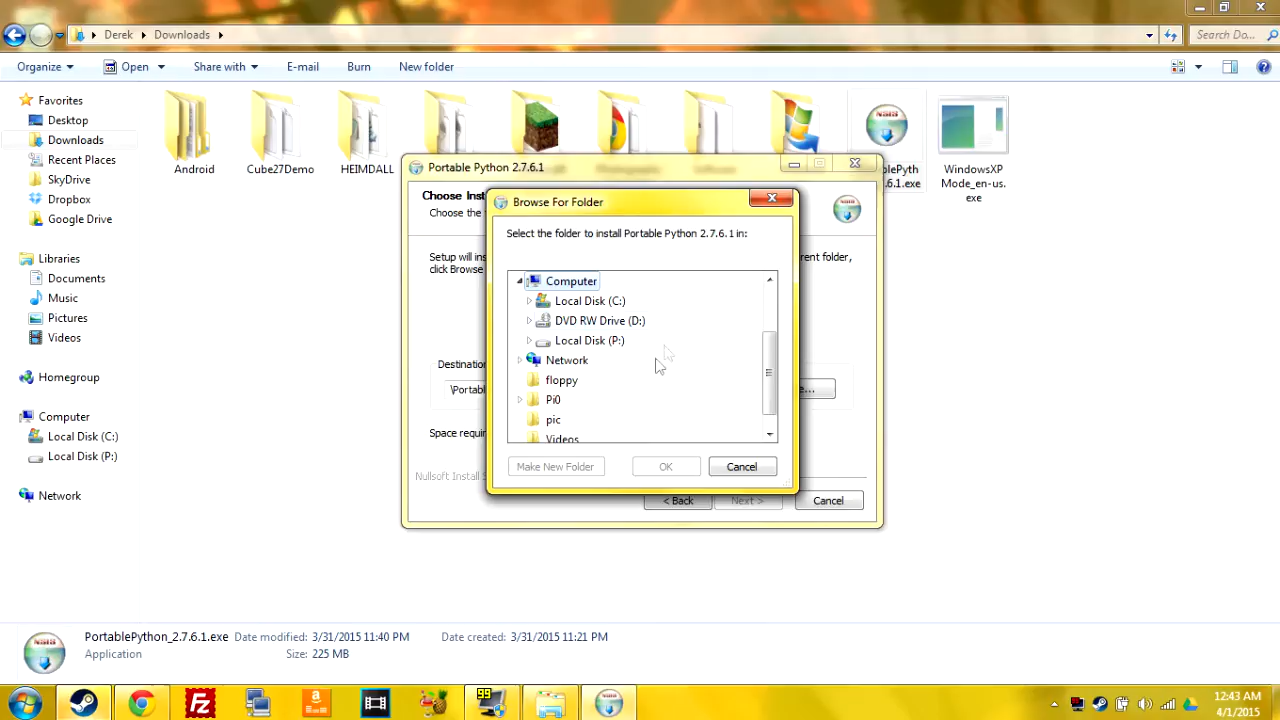 Derek
Downloads
Search Do...
Organize
Open
Share with
E-mail
Burn
New folder
Favorites
Desktop
Downloads
Recent Places
SkyDrive
Dropbox
Google Drive
Libraries
Documents
Music
Pictures
Videos
Homegroup
Computer
Local Disk (C:)
Local Disk (P:)
Network
Android
Cube27Demo
HEIMDALL
NSIS
WindowsXP
Mode_en-us.
exe
Portable Python 2.7.6.1
Choose Inst
Choose the
Setup will ins
erent folder,
click Browse
Destination
\Portabl
e...
Space requir
Nullsoft Install S
< Back
Next >
Cancel
Browse For Folder
Select the folder to install Portable Python 2.7.6.1 in:
Computer
Local Disk (C:)
DVD RW Drive (D:)
Local Disk (P:)
Network
floppy
Pi0
pic
Videos
Make New Folder
OK
Cancel
NSIS
PortablePython_2.7.6.1.exe
Date modified: 3/31/2015 11:40 PM
Date created: 3/31/2015 11:21 PM
Application
Size: 225 MB
99
12:43 AM
4/1/2015